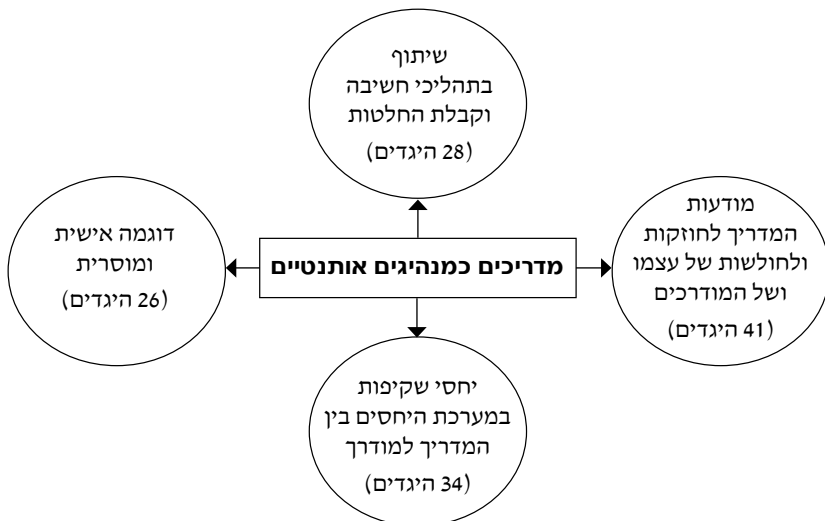 שיתוף
בתהליכי חשיבה
וקבלת החלטות
(28 היגדים)
מודעות
המדריך לחוזקות
ולחולשות של עצמו
ושל המודרכים
(41 היגדים)
מדריכים כמנהיגים אותנטיים
דוגמה אישית
ומוסרית
(26 היגדים)
יחסי שקיפות
במערכת היחסים בין
המדריך למודרך
(34 היגדים)